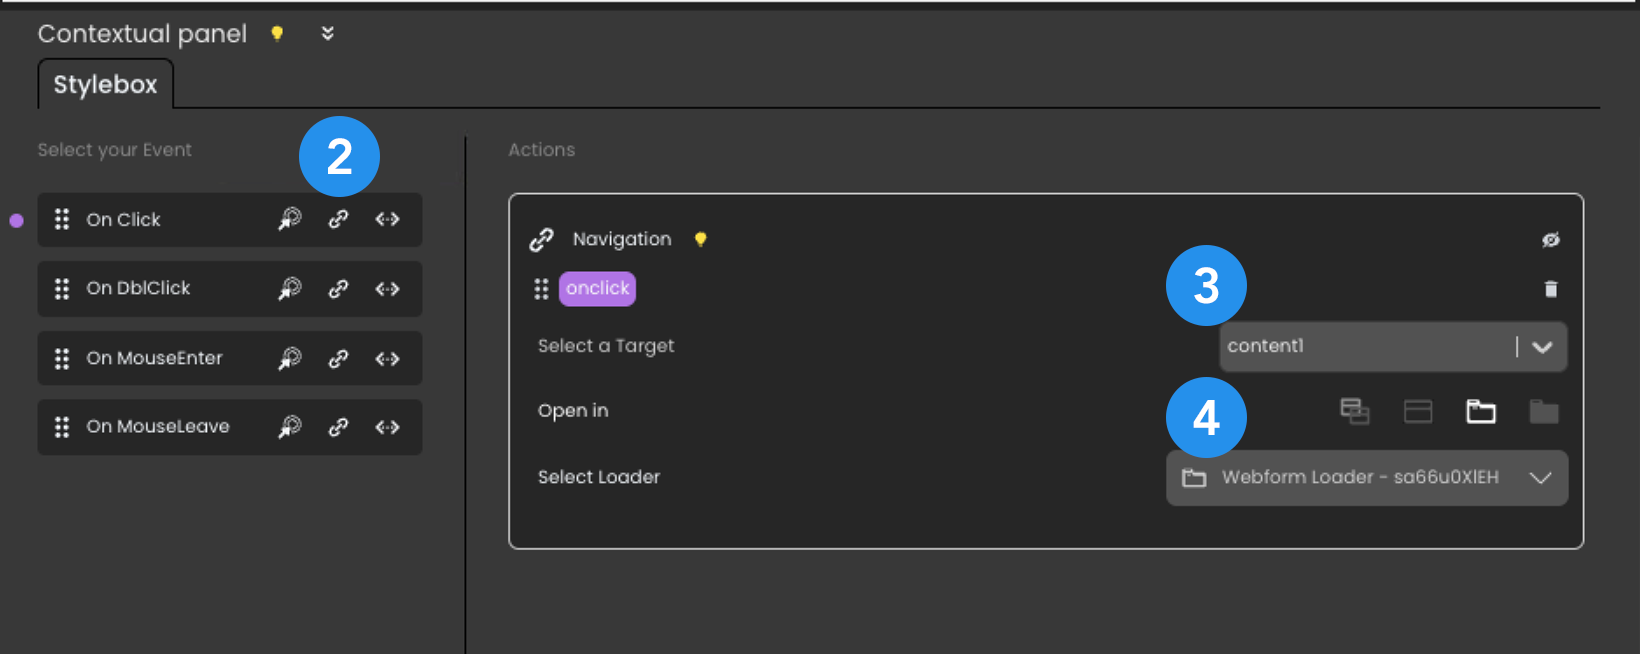 Contextual panel
Stylebox
Select your Event
2
On Click
On DblClick
On MouseEnter
On MouseLeave
Actions
Navigation
onclick
3
Select a Target
content1
4
Open in
Select Loader
Webform Loader - sa66u0XlEH